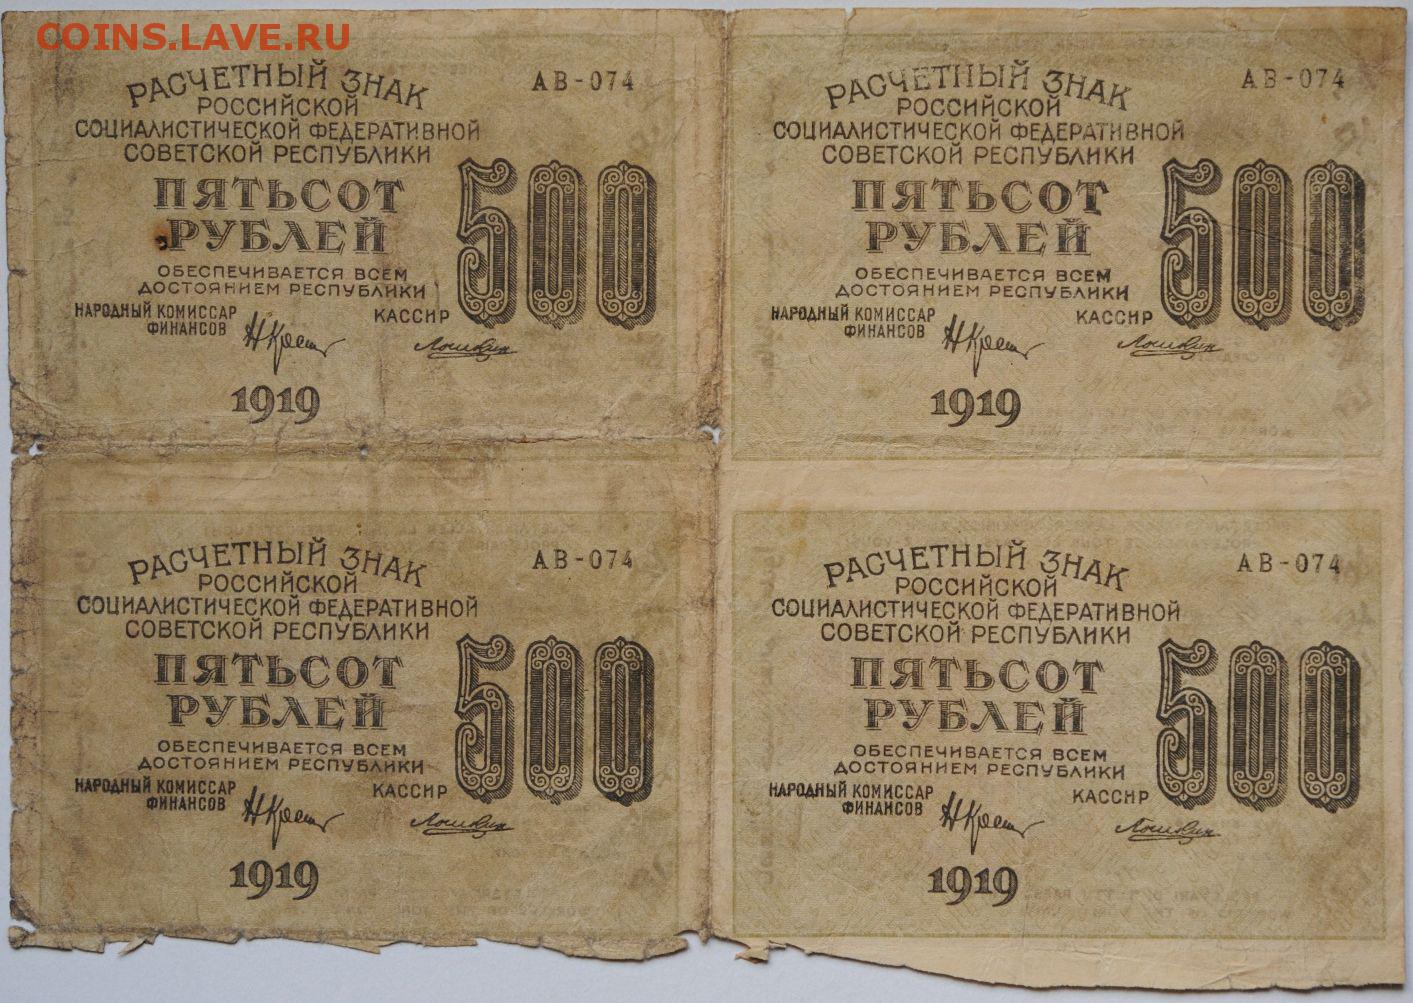 COINS.LAVE.RU
РАСЧЕТНЫЙ ЗНАК
АВ-074
РОССИЙСКОЙ
СОЦИАЛИСТИЧЕСКОЙ ФЕДЕРАТИВНОЙ
СОВЕТСКОЙ РЕСПУБЛИКИ
ПЯТЬСОТ
РУБЛЕЙ
500
ОБЕСПЕЧИВАЕТСЯ ВСЕМ
ДОСТОЯНИЕМ РЕСПУБЛИКИ
НАРОДНЫЙ КОМИССАР
ФИНАНСОВ
КАССИР
1919
РАСЧЕТНЫЙ ЗНАК
АВ-074
РОССИЙСКОЙ
СОЦИАЛИСТИЧЕСКОЙ ФЕДЕРАТИВНОЙ
СОВЕТСКОЙ РЕСПУБЛИКИ
ПЯТЬСОТ
РУБЛЕЙ
500
ОБЕСПЕЧИВАЕТСЯ ВСЕМ
ДОСТОЯНИЕМ РЕСПУБЛИКИ
НАРОДНЫЙ КОМИССАР
ФИНАНСОВ
КАССИР
1919
РАСЧЕТНЫЙ ЗНАК
АВ-074
РОССИЙСКОЙ
СОЦИАЛИСТИЧЕСКОЙ ФЕДЕРАТИВНОЙ
СОВЕТСКОЙ РЕСПУБЛИКИ
ПЯТЬСОТ
РУБЛЕЙ
500
ОБЕСПЕЧИВАЕТСЯ ВСЕМ
ДОСТОЯНИЕМ РЕСПУБЛИКИ
НАРОДНЫЙ КОМИССАР
ФИНАНСОВ
КАССИР
1919
РАСЧЕТНЫЙ ЗНАК
АВ-074
РОССИЙСКОЙ
СОЦИАЛИСТИЧЕСКОЙ ФЕДЕРАТИВНОЙ
СОВЕТСКОЙ РЕСПУБЛИКИ
ПЯТЬСОТ
РУБЛЕЙ
500
ОБЕСПЕЧИВАЕТСЯ ВСЕМ
ДОСТОЯНИЕМ РЕСПУБЛИКИ
НАРОДНЫЙ КОМИССАР
ФИНАНСОВ
КАССИР
1919